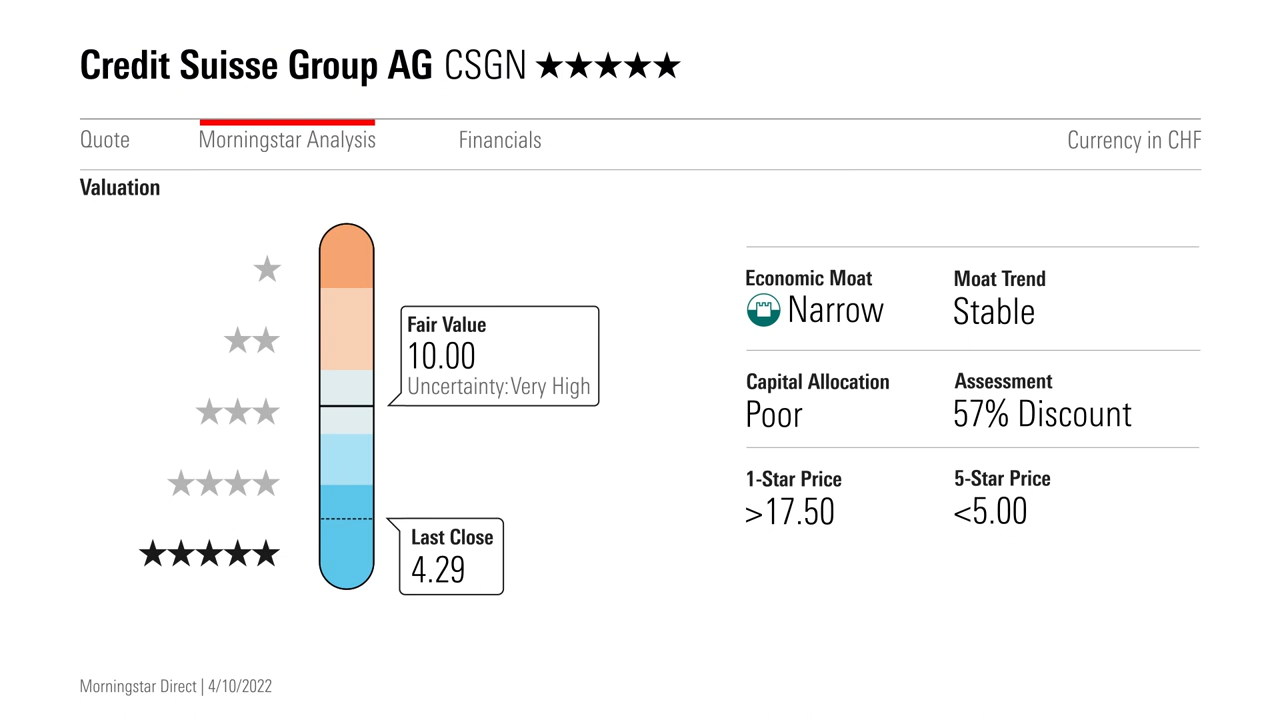 Credit Suisse Group AG CSGN ★★★★★
Quote Morningstar Analysis Financials Currency in CHF
Valuation
Fair Value
10.00
Uncertainty: Very High
Last Close
4.29
Economic Moat Moat Trend
Narrow Stable
Capital Allocation Assessment
Poor 57% Discount
1-Star Price 5-Star Price
>17.50 <5.00
Morningstar Direct | 4/10/2022